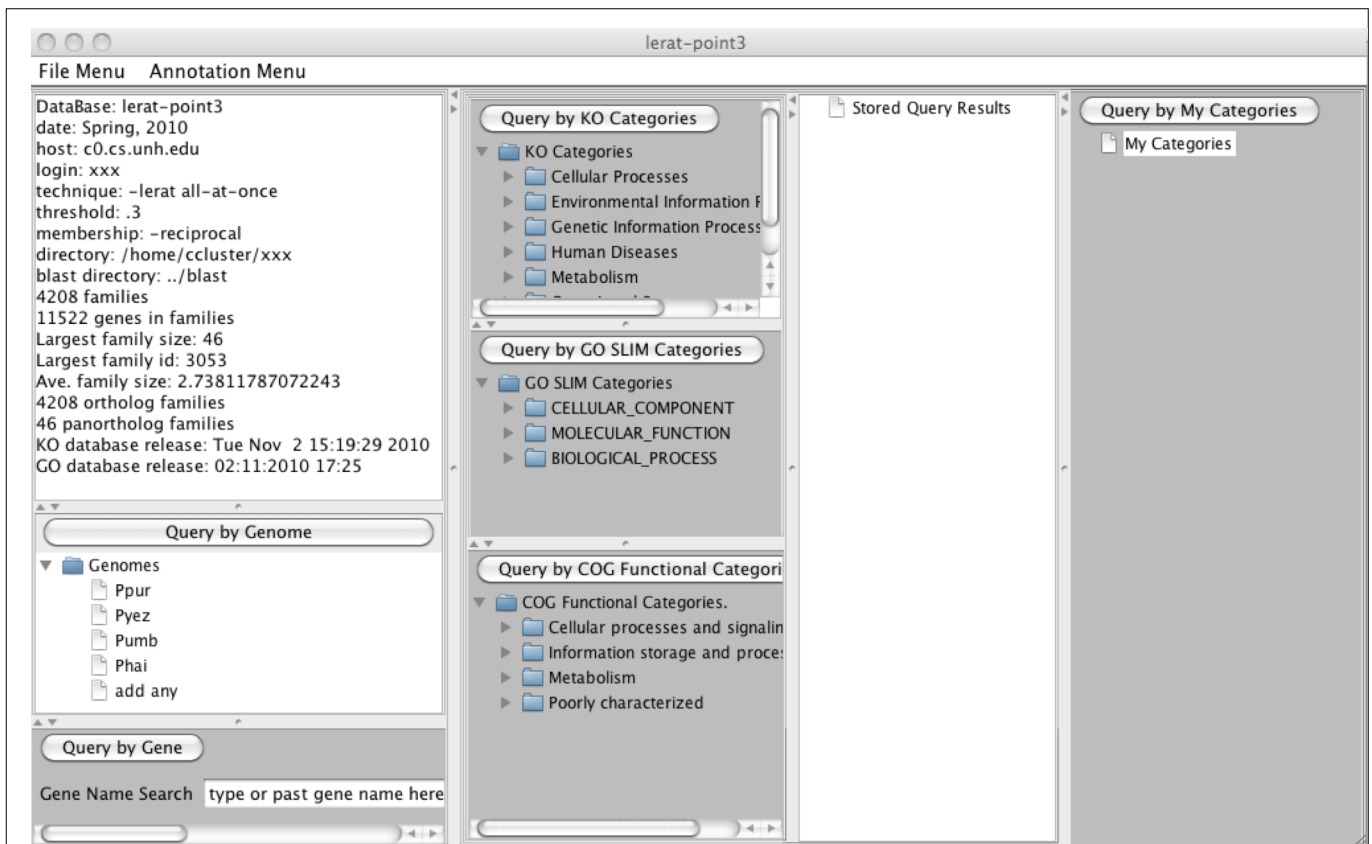 lerat-point3
File Menu Annotation Menu
DataBase: lerat-point3
date: Spring, 2010
host: c0.cs.unh.edu
login: xxx
technique: -lerat all-at-once
threshold: .3
membership: -reciprocal
directory: /home/ccluster/xxx
blast directory: ../blast
4208 families
11522 genes in families
Largest family size: 46
Largest family id: 3053
Ave. family size: 2.73811787072243
4208 ortholog families
46 panortholog families
KO database release: Tue Nov 2 15:19:29 2010
GO database release: 02:11:2010 17:25
Query by Genome
Genomes
Ppur
Pyez
Pumb
Phai
add any
Query by Gene
Gene Name Search type or past gene name here
Query by KO Categories
KO Categories
Cellular Processes
Environmental Information
Genetic Information Process
Human Diseases
Metabolism
Query by GO SLIM Categories
GO SLIM Categories
CELLULAR_COMPONENT
MOLECULAR_FUNCTION
BIOLOGICAL_PROCESS
Query by COG Functional Categori
COG Functional Categories.
Cellular processes and signalin
Information storage and proces
Metabolism
Poorly characterized
Stored Query Results
Query by My Categories
My Categories